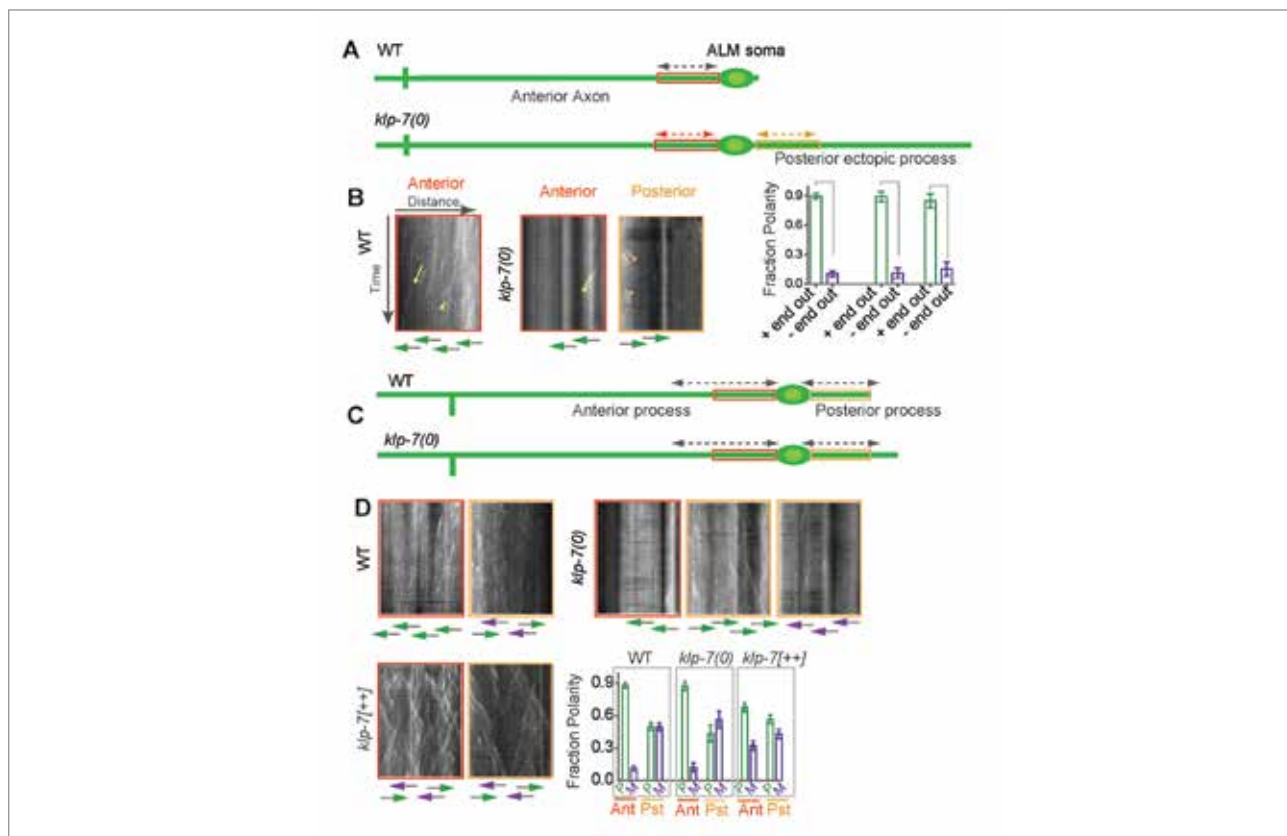 A
WT
ALM soma
Anterior Axon
klp-7(0)
Posterior ectopic process
B
Anterior
Distance
WT
Time
klp-7(0)
Anterior
Posterior
Fraction Polarity
0.9
0.6
0.3
0.0
+ end out
- end out
+ end out
- end out
+ end out
- end out
C
WT
Anterior process
Posterior process
klp-7(0)
D
WT
klp-7(0)
klp-7[++]
Fraction Polarity
0.9
0.6
0.3
0.0
WT
klp-7(0)
klp-7[++]
P M P M P M P M P M P M
Ant Pst Ant Pst Ant Pst